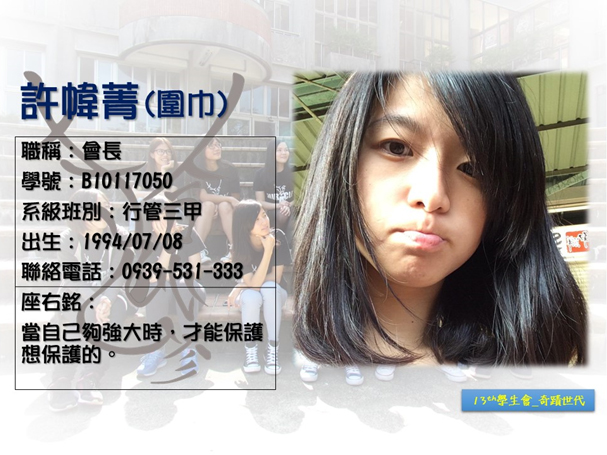 許幃菁(圍巾)
職稱：會長
學號：B10117050
系級班別：行管三甲
出生：1994/07/08
聯絡電話：0939-531-333
座右銘：
當自己夠強大時，才能保護
想保護的。
13th學生會_奇蹟世代